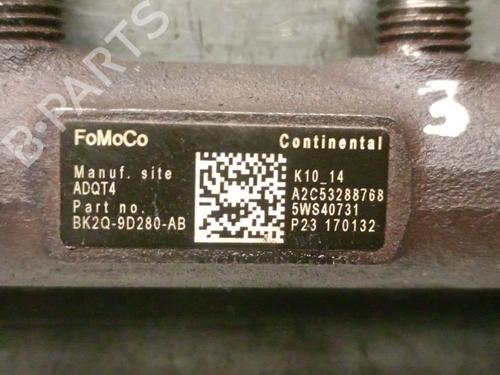 B-PARTS
3
FoMoCo Continental
Manuf. site K10_14
ADQT4 A2C53288768
Part no. 5WS40731
BK2Q-9D280-AB P23 170132